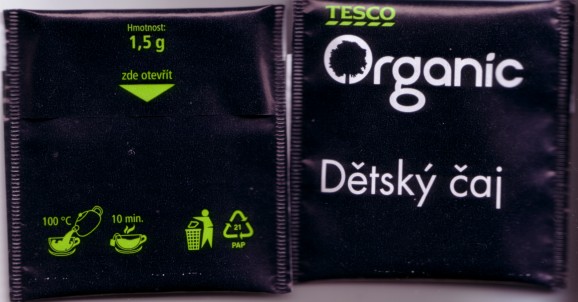 Hmotnost:
1,5 g
zde otevřít
100 °C
10 min.
21
PAP
TESCO
Organic
Dětský čaj